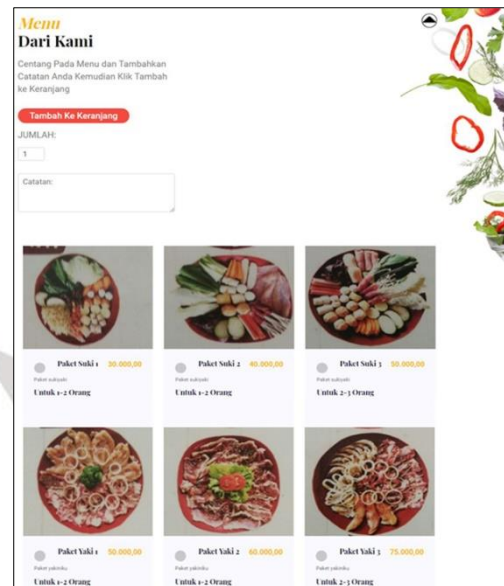 Menu
Dari Kami
Centang Pada Menu dan Tambahkan
Catatan Anda Kemudian Klik Tambah
ke Keranjang
Tambah Ke Keranjang
JUMLAH:
1
Catatan:
Paket Suki 1 30.000,00
Paket sukiyaki
Untuk 1-2 Orang
Paket Suki 2 40.000,00
Paket sukiyaki
Untuk 1-2 Orang
Paket Suki 3 50.000,00
Paket sukiyaki
Untuk 2-3 Orang
Paket Yaki 1 50.000,00
Paket yakiniku
Untuk 1-2 Orang
Paket Yaki 2 60.000,00
Paket yakiniku
Untuk 1-2 Orang
Paket Yaki 3 75.000,00
Paket yakiniku
Untuk 2-3 Orang